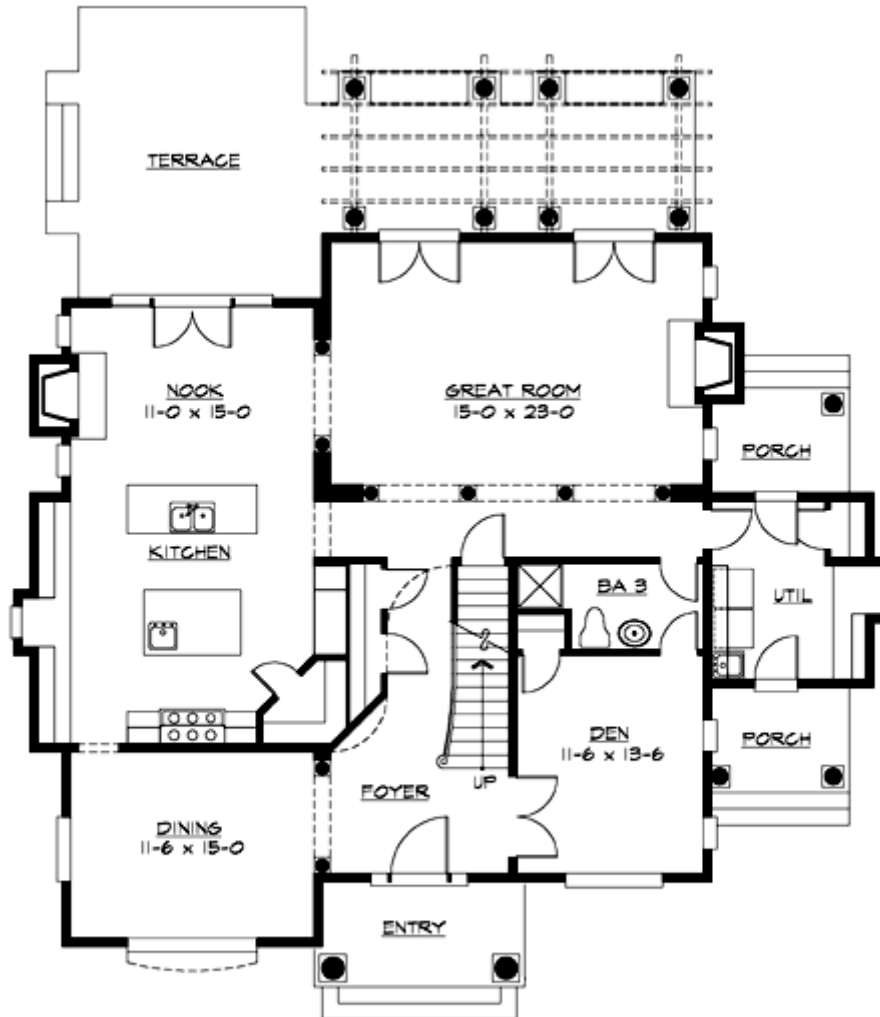 TERRACE
NOOK
11-0 x 15-0
GREAT ROOM
15-0 x 23-0
PORCH
KITCHEN
BA 3
UTIL
DEN
11-6 x 13-6
PORCH
UP
FOYER
DINING
11-6 x 15-0
ENTRY